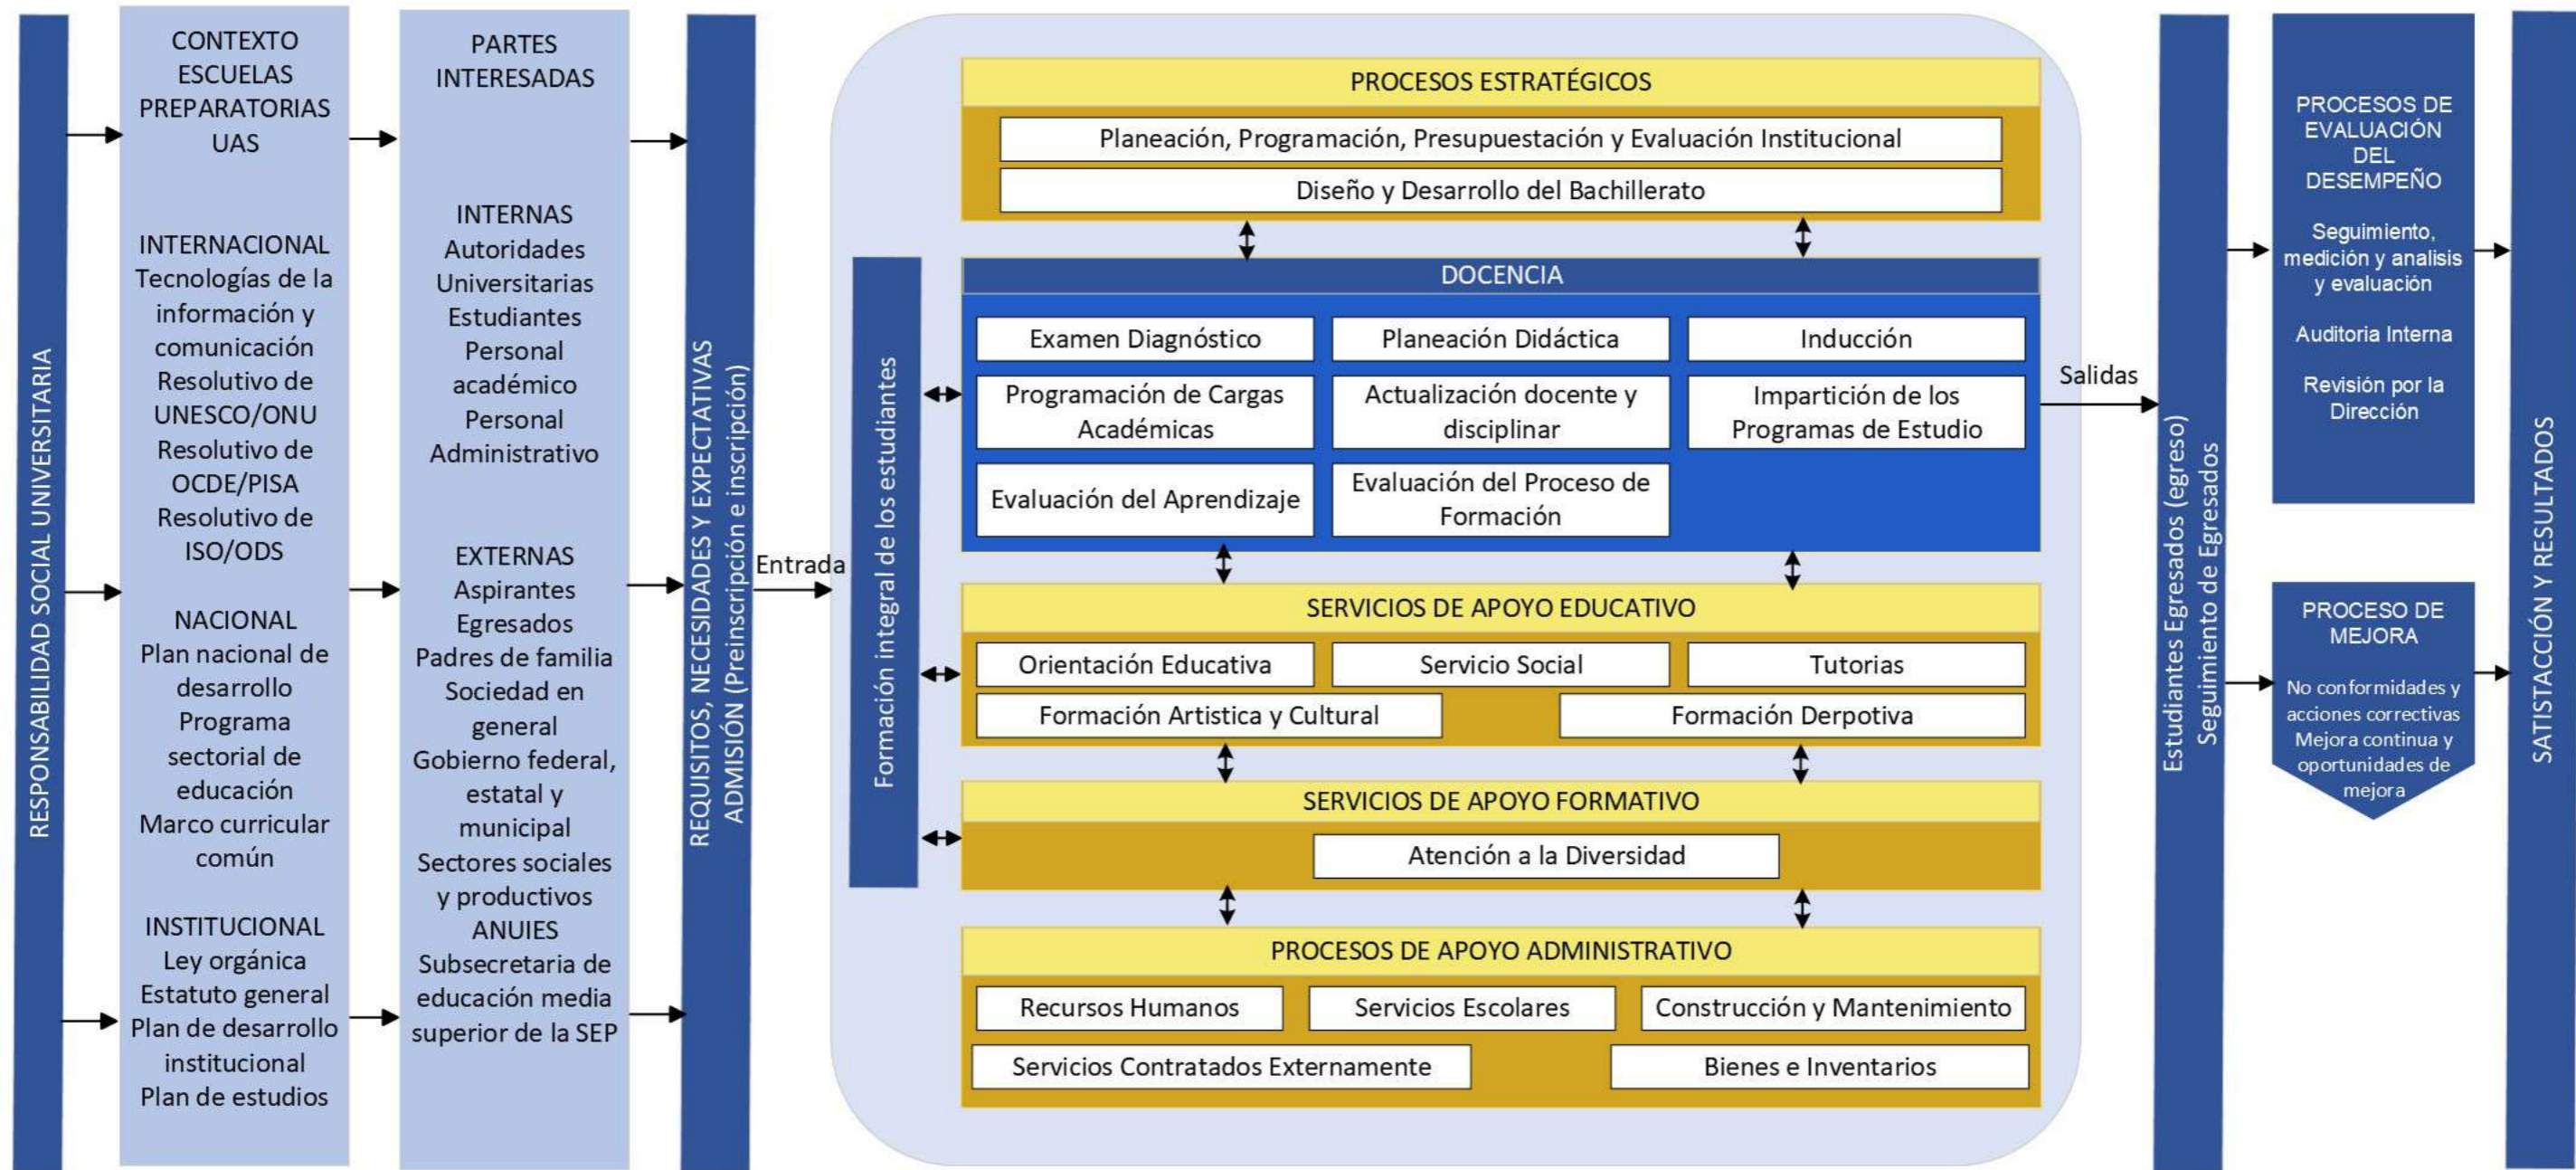 RESPONSABILIDAD SOCIAL UNIVERSITARIA
CONTEXTO
ESCUELAS
PREPARATORIAS
UAS
INTERNACIONAL
Tecnologías de la
información y
comunicación
Resolutivo de
UNESCO/ONU
Resolutivo de
OCDE/PISA
Resolutivo de
ISO/ODS
NACIONAL
Plan nacional de
desarrollo
Programa
sectorial de
educación
Marco curricular
común
INSTITUCIONAL
Ley orgánica
Estatuto general
Plan de desarrollo
institucional
Plan de estudios
PARTES
INTERESADAS
INTERNAS
Autoridades
Universitarias
Estudiantes
Personal
académico
Personal
Administrativo
EXTERNAS
Aspirantes
Egresados
Padres de familia
Sociedad en
general
Gobierno federal,
estatal y
municipal
Sectores sociales
y productivos
ANUIES
Subsecretaria de
educación media
superior de la SEP
REQUISITOS, NECESIDADES Y EXPECTATIVAS
ADMISIÓN (Preinscripción e inscripción)
Entrada
Formación integral de los estudiantes
PROCESOS ESTRATÉGICOS
Planeación, Programación, Presupuestación y Evaluación Institucional
Diseño y Desarrollo del Bachillerato
DOCENCIA
Examen Diagnóstico
Planeación Didáctica
Inducción
Programación de Cargas
Académicas
Actualización docente y
disciplinar
Impartición de los
Programas de Estudio
Evaluación del Aprendizaje
Evaluación del Proceso de
Formación
SERVICIOS DE APOYO EDUCATIVO
Orientación Educativa
Servicio Social
Tutorias
Formación Artistica y Cultural
Formación Derpotiva
SERVICIOS DE APOYO FORMATIVO
Atención a la Diversidad
PROCESOS DE APOYO ADMINISTRATIVO
Recursos Humanos
Servicios Escolares
Construcción y Mantenimiento
Servicios Contratados Externamente
Bienes e Inventarios
Salidas
Estudiantes Egresados (egreso)
Seguimiento de Egresados
PROCESOS DE
EVALUACIÓN
DEL
DESEMPEÑO
Seguimiento,
medición y analisis
y evaluación
Auditoria Interna
Revisión por la
Dirección
PROCESO DE
MEJORA
No conformidades y
acciones correctivas
Mejora continua y
oportunidades de
mejora
SATISTACCIÓN Y RESULTADOS